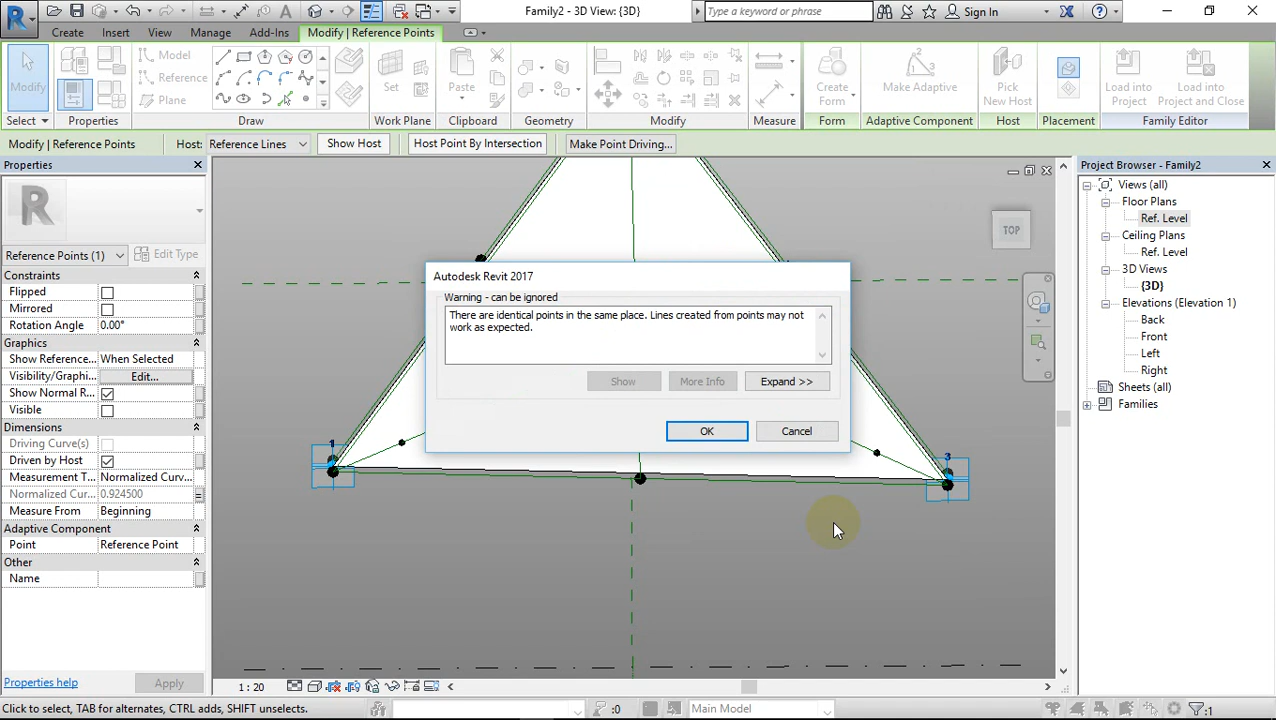 Family2 - 3D View: {3D}
Type a keyword or phrase
Sign In
Create
Insert
View
Manage
Add-Ins
Modify | Reference Points
Modify
Model
Reference
Plane
Set
Paste
Create
Form
Make Adaptive
Pick
New Host
Load into
Project
Load into
Project and Close
Select
Properties
Draw
Work Plane
Clipboard
Geometry
Modify
Measure
Form
Adaptive Component
Host
Placement
Family Editor
Modify | Reference Points
Host:
Reference Lines
Show Host
Host Point By Intersection
Make Point Driving...
Properties
Reference Points (1)
Edit Type
Constraints
Flipped
Mirrored
Rotation Angle
0.00°
Graphics
Show Reference...
When Selected
Visibility/Graphi...
Edit...
Show Normal R...
Visible
Dimensions
Driving Curve(s)
Driven by Host
Measurement T...
Normalized Curv...
Normalized Curv...
0.924500
Measure From
Beginning
Adaptive Component
Point
Reference Point
Other
Name
Properties help
Apply
TOP
1
3
Autodesk Revit 2017
Warning - can be ignored
There are identical points in the same place. Lines created from points may not
work as expected.
Show
More Info
Expand >>
OK
Cancel
Project Browser - Family2
Views (all)
Floor Plans
Ref. Level
Ceiling Plans
Ref. Level
3D Views
{3D}
Elevations (Elevation 1)
Back
Front
Left
Right
Sheets (all)
Families
1 : 20
Click to select, TAB for alternates, CTRL adds, SHIFT unselects.
:0
Main Model
:1